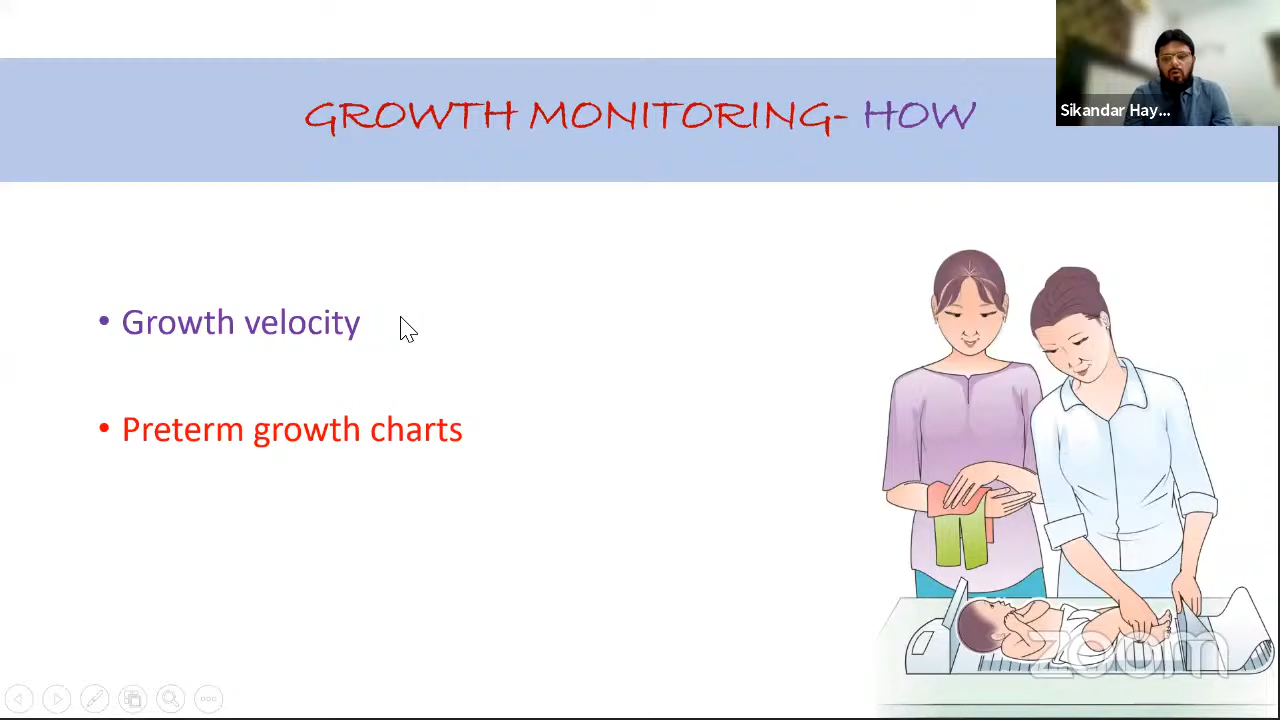 GROWTH MONITORING- HOW
Sikandar Hay...
• Growth velocity
• Preterm growth charts
zoom